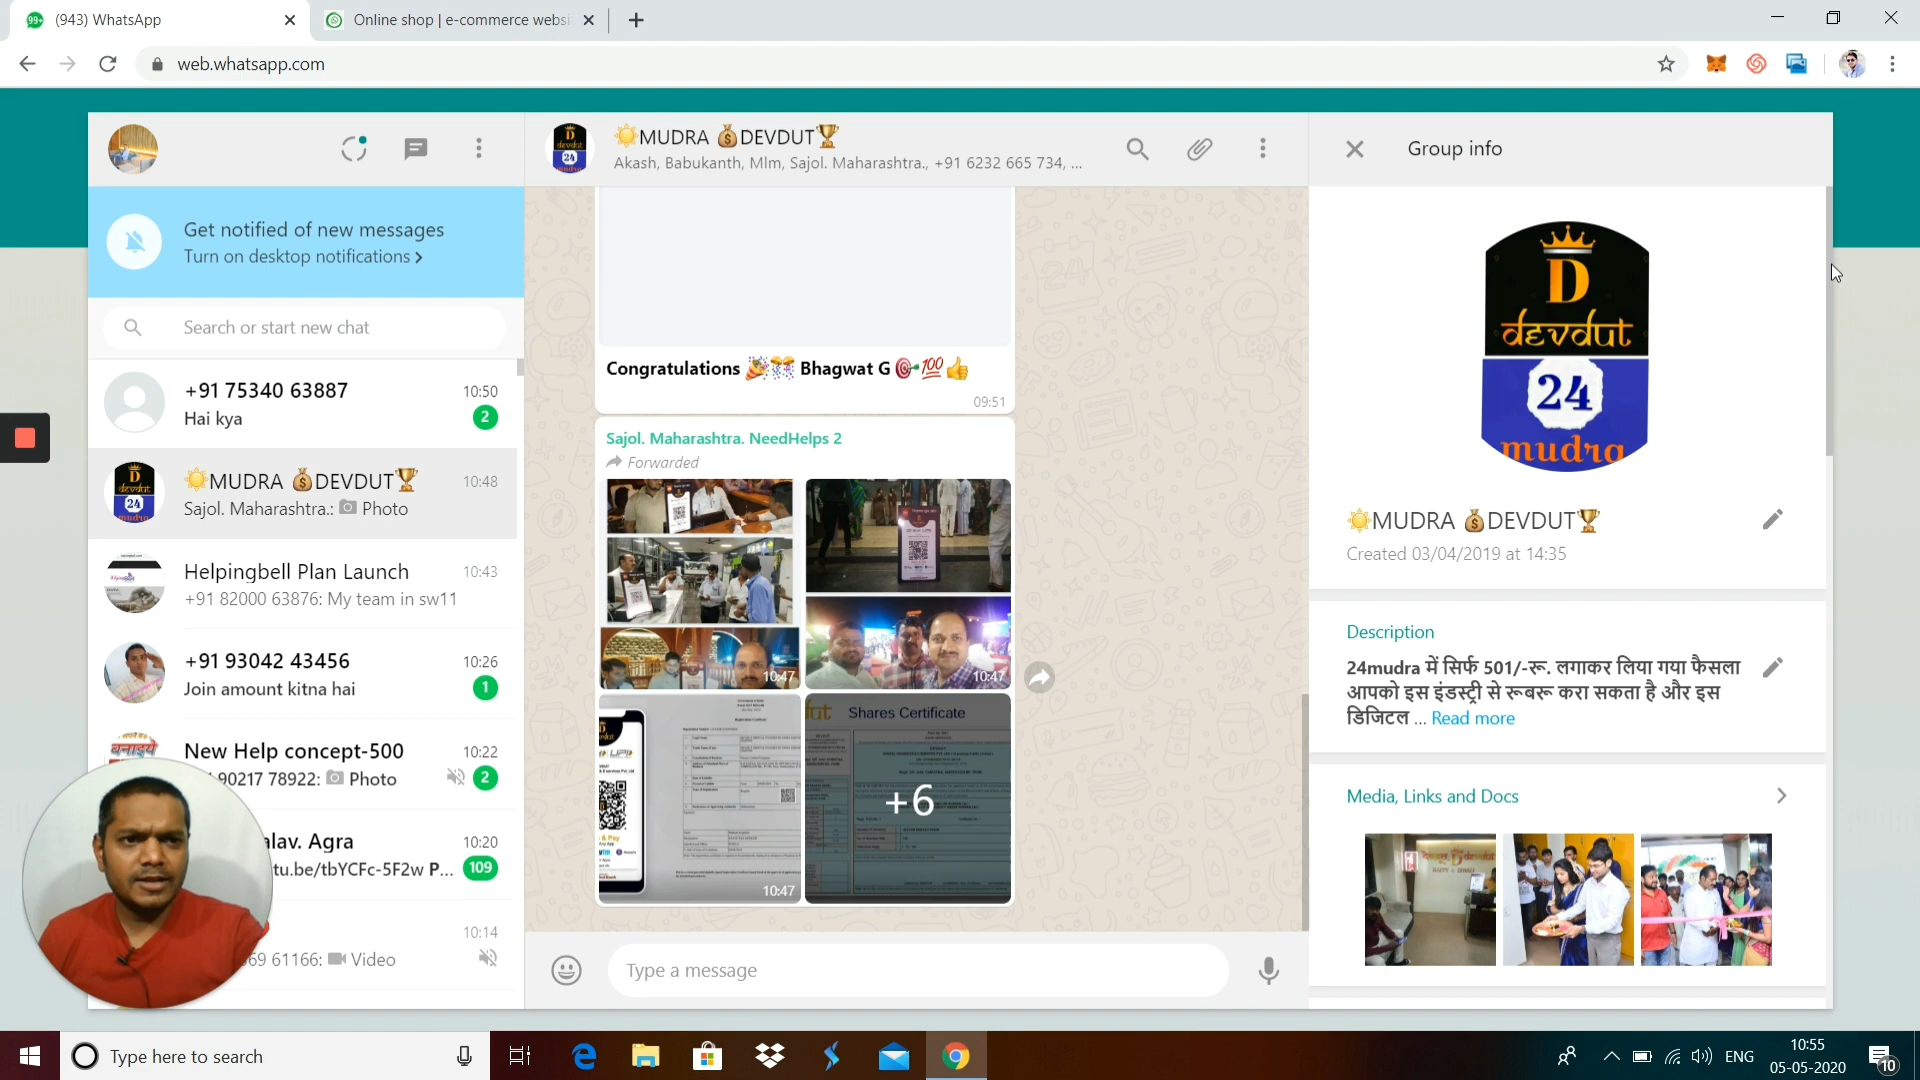 (943) WhatsApp
Online shop | e-commerce websi
web.whatsapp.com
Get notified of new messages
Turn on desktop notifications >
Search or start new chat
+91 75340 63887
10:50
Hai kya
2
☀️MUDRA 💰DEVDUT🏆
10:48
Sajol. Maharashtra.: 📷 Photo
Helpingbell Plan Launch
10:43
+91 82000 63876: My team in sw11
+91 93042 43456
10:26
Join amount kitna hai
1
New Help concept-500
10:22
90217 78922: 📷 Photo
2
alav. Agra
10:20
tu.be/tbYCFc-5F2w P...
109
10:14
69 61166: Video
☀️MUDRA 💰DEVDUT🏆
Akash, Babukanth, Mlm, Sajol. Maharashtra., +91 6232 665 734, ...
Congratulations 🎉🎊 Bhagwat G 🎯💯👍
09:51
Sajol. Maharashtra. NeedHelps 2
Forwarded
10:47
10:47
10:47
Shares Certificate
+6
Type a message
Group info
D
devdut
24
mudra
☀️MUDRA 💰DEVDUT🏆
Created 03/04/2019 at 14:35
Description
24mudra में सिर्फ 501/-रू. लगाकर लिया गया फैसला
आपको इस इंडस्ट्री से रूबरू करा सकता है और इस
डिजिटल ... Read more
Media, Links and Docs
Type here to search
ENG
10:55
05-05-2020
10